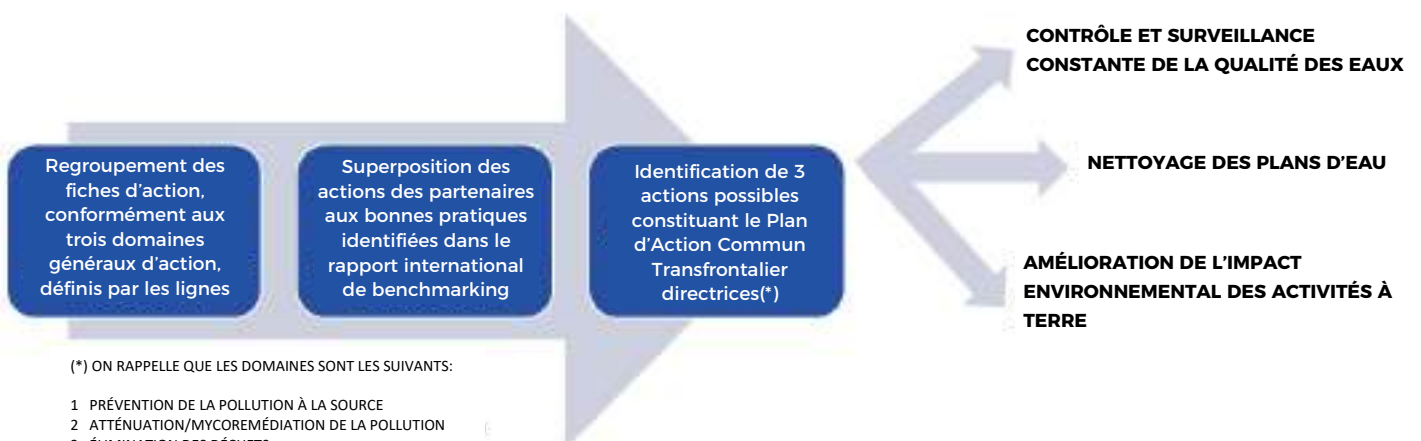 Regroupement des
fiches d'action,
conformément aux
trois domaines
généraux d'action,
définis par les lignes
Superposition des
actions des partenaires
aux bonnes pratiques
identifiées dans le
rapport international
de benchmarking
Identification de 3
actions possibles
constituant le Plan
d'Action Commun
Transfrontalier
directrices(*)
CONTRÔLE ET SURVEILLANCE
CONSTANTE DE LA QUALITÉ DES EAUX
NETTOYAGE DES PLANS D'EAU
AMÉLIORATION DE L'IMPACT
ENVIRONNEMENTAL DES ACTIVITÉS À
TERRE
(*) ON RAPPELLE QUE LES DOMAINES SONT LES SUIVANTS:
1 PRÉVENTION DE LA POLLUTION À LA SOURCE
2 ATTÉNUATION/MYCOREMÉDIATION DE LA POLLUTION